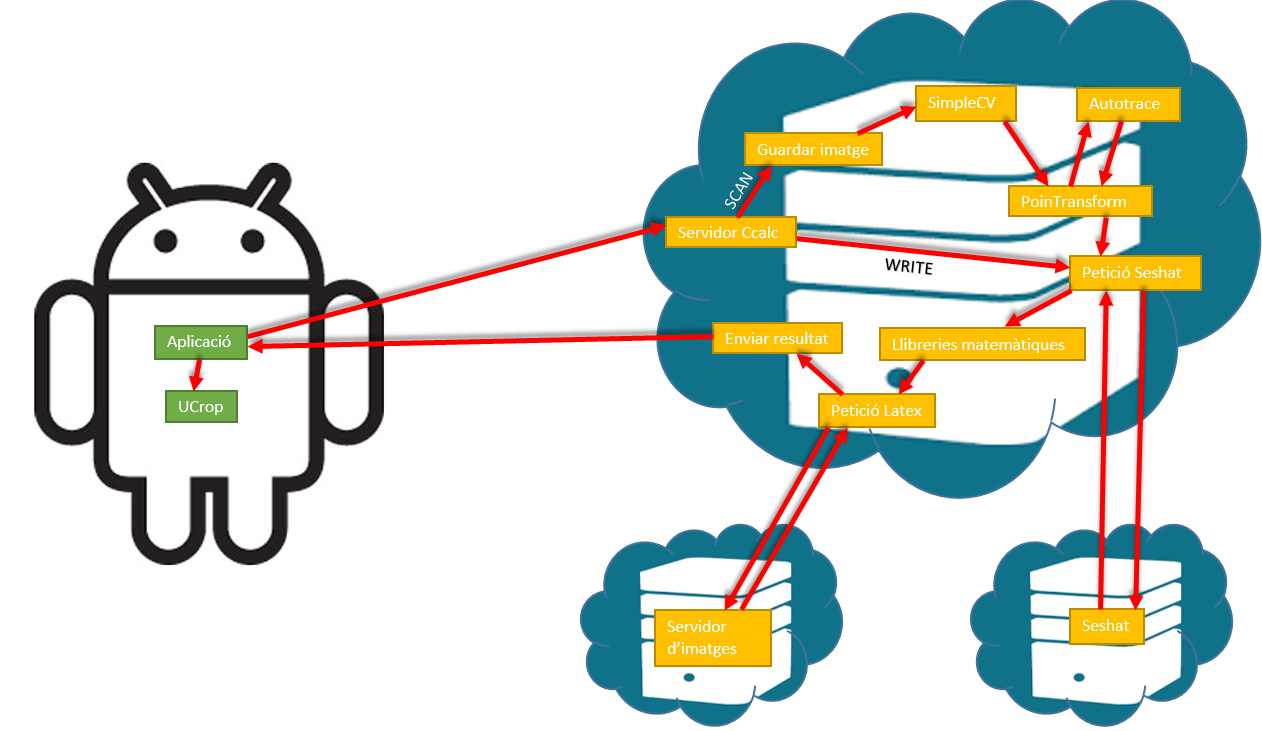 SimpleCV
Autotrace
Guardar imatge
SCAN
PoinTransform
Servidor Ccalc
WRITE
Petició Seshat
Aplicació
Enviar resultat
Llibreries matemàtiques
UCrop
Petició Latex
Servidor
d'imatges
Seshat